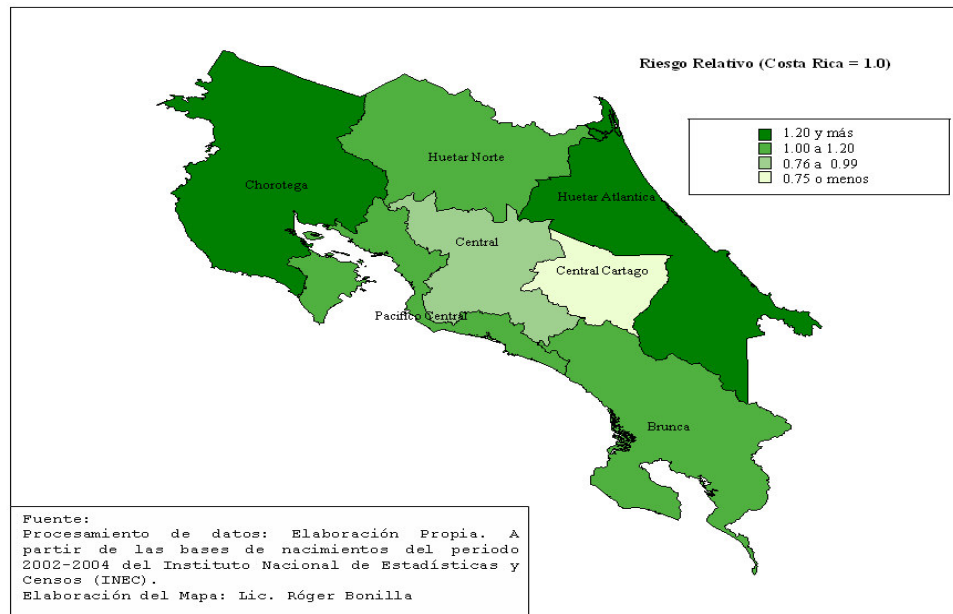 Riesgo Relativo (Costa Rica = 1.0)
1.20 y más
1.00 a 1.20
0.76 a 0.99
0.75 o menos
Huetar Norte
Chorotega
Huetar Atlantica
Central
Central Cartago
Pacifico Central
Brunca
Fuente:
Procesamiento de datos: Elaboración Propia. A
partir de las bases de nacimientos del periodo
2002-2004 del Instituto Nacional de Estadísticas y
Censos (INEC).
Elaboración del Mapa: Lic. Róger Bonilla